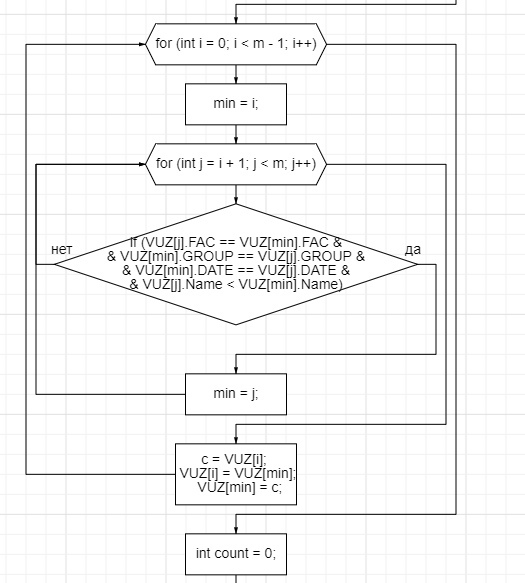 for (int i = 0; i < m - 1; i++)
min = i;
for (int j = i + 1; j < m; j++)
нет
да
if (VUZ[j].FAC == VUZ[min].FAC &
& VUZ[min].GROUP == VUZ[j].GROUP &
& VUZ[min].DATE == VUZ[j].DATE &
& VUZ[j].Name < VUZ[min].Name)
min = j;
c = VUZ[i];
VUZ[i] = VUZ[min];
VUZ[min] = c;
int count = 0;